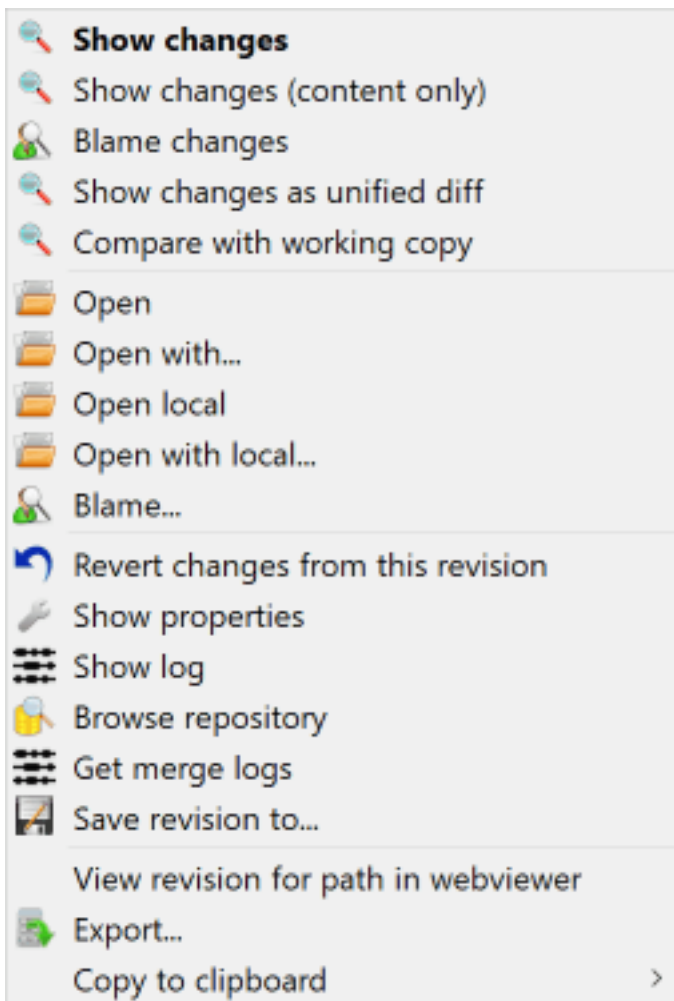 Show changes
Show changes (content only)
Blame changes
Show changes as unified diff
Compare with working copy
Open
Open with...
Open local
Open with local...
Blame...
Revert changes from this revision
Show properties
Show log
Browse repository
Get merge logs
Save revision to...
View revision for path in webviewer
Export...
Copy to clipboard